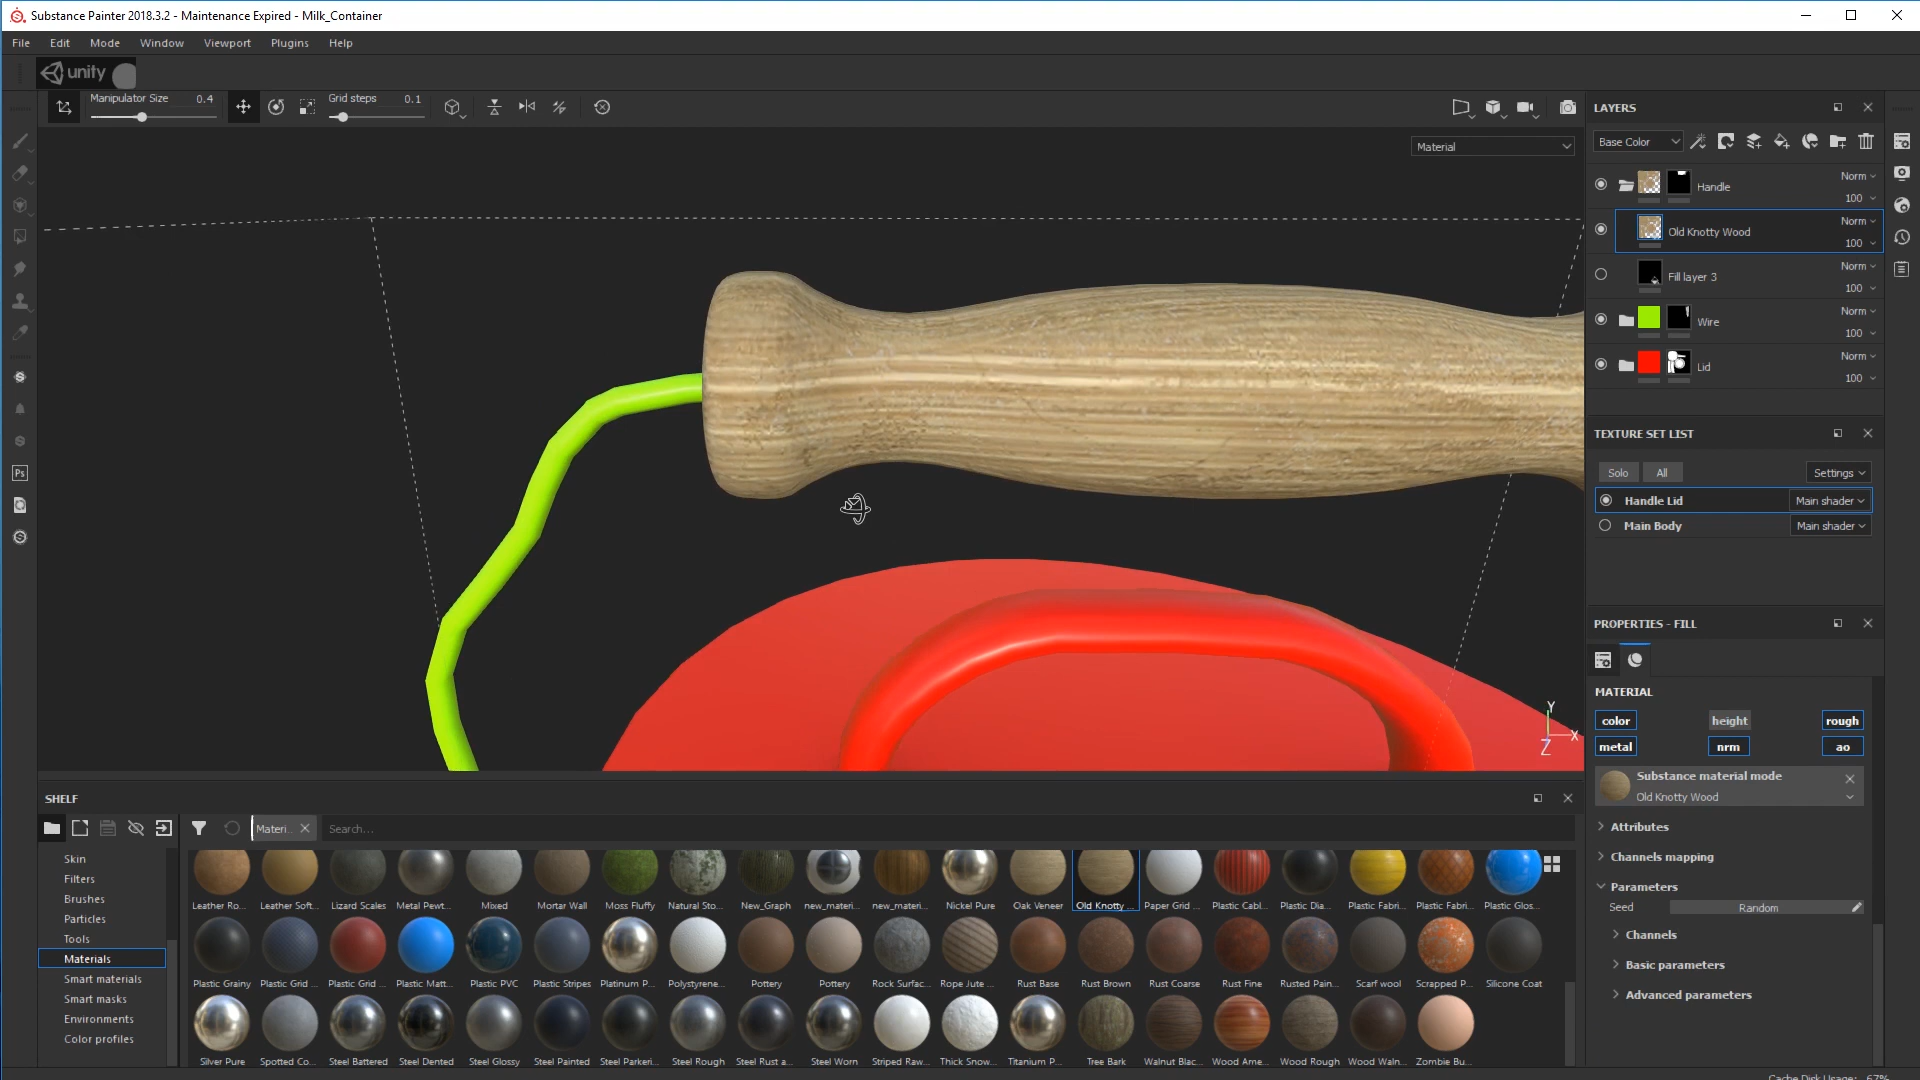 Substance Painter 2018.3.2 - Maintenance Expired - Milk_Container
File Edit Mode Window Viewport Plugins Help
unity
Manipulator Size 0.4 Grid steps 0.1
Material
LAYERS
Base Color
Handle Norm 100
Old Knotty Wood Norm 100
Fill layer 3 Norm 100
Wire Norm 100
Lid Norm 100
TEXTURE SET LIST
Solo All Settings
Handle Lid Main shader
Main Body Main shader
PROPERTIES - FILL
MATERIAL
color height rough
metal nrm ao
Substance material mode
Old Knotty Wood
Attributes
Channels mapping
Parameters
Seed Random
Channels
Basic parameters
Advanced parameters
Y
X
Z
Ps
SHELF
Materi.. Search...
Skin
Filters
Brushes
Particles
Tools
Materials
Smart materials
Smart masks
Environments
Color profiles
Leather Ro... Leather Soft... Lizard Scales Metal Pewt... Mixed Mortar Wall Moss Fluffy Natural Sto... New_Graph new_materi... new_materi... Nickel Pure Oak Veneer Old Knotty ... Paper Grid ... Plastic Cabl... Plastic Dia... Plastic Fabri... Plastic Fabri... Plastic Glos...
Plastic Grainy Plastic Grid ... Plastic Grid ... Plastic Matt... Plastic PVC Plastic Stripes Platinum P... Polystyrene... Pottery Pottery Rock Surfac... Rope Jute ... Rust Base Rust Brown Rust Coarse Rust Fine Rusted Pain... Scarf wool Scrapped P... Silicone Coat
Silver Pure Spotted Co... Steel Battered Steel Dented Steel Glossy Steel Painted Steel Parkeri... Steel Rough Steel Rust a... Steel Worn Striped Raw... Thick Snow... Titanium P... Tree Bark Walnut Blac... Wood Ame... Wood Rough Wood Waln... Zombie Bu...
Cache Disk Usage: 67%